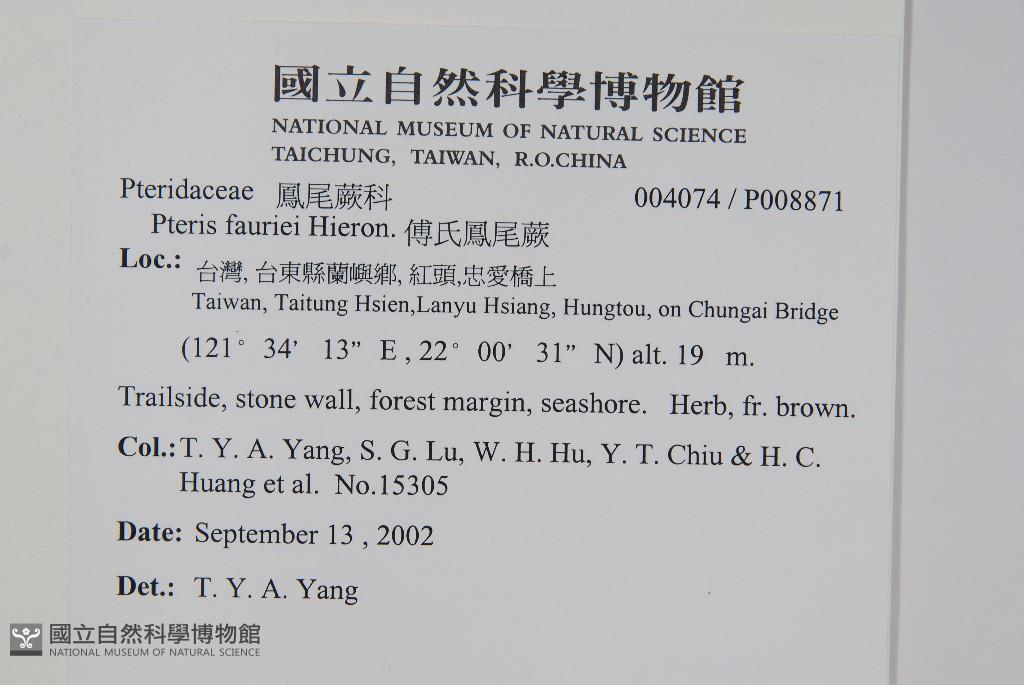 國立自然科學博物館
NATIONAL MUSEUM OF NATURAL SCIENCE
TAICHUNG, TAIWAN, R.O.CHINA
Pteridaceae 鳳尾蕨科 004074 / P008871
Pteris fauriei Hieron. 傅氏鳳尾蕨
Loc.: 台灣, 台東縣蘭嶼鄉, 紅頭,忠愛橋上
Taiwan, Taitung Hsien,Lanyu Hsiang, Hungtou, on Chungai Bridge
(121° 34' 13” E , 22° 00' 31” N) alt. 19 m.
Trailside, stone wall, forest margin, seashore. Herb, fr. brown.
Col.: T. Y. A. Yang, S. G. Lu, W. H. Hu, Y. T. Chiu & H. C.
Huang et al. No.15305
Date: September 13 , 2002
Det.: T. Y. A. Yang
國立自然科學博物館
NATIONAL MUSEUM OF NATURAL SCIENCE